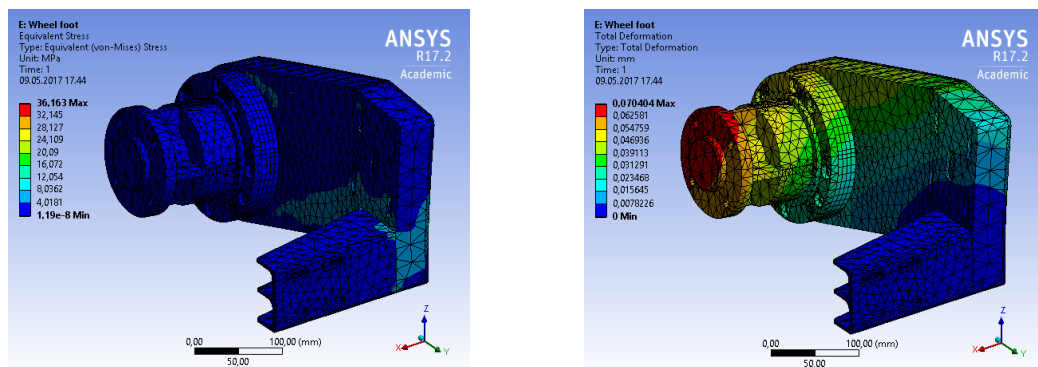 E: Wheel foot
Equivalent Stress
Type: Equivalent (von-Mises) Stress
Unit: MPa
Time: 1
09.05.2017 17.44
ANSYS
R17.2
Academic
36,163 Max
32,145
28,127
24,109
20,09
16,072
12,054
8,0362
4,0181
1,19e-8 Min
0,00
100,00 (mm)
50,00
Z
X
Y
E: Wheel foot
Total Deformation
Type: Total Deformation
Unit: mm
Time: 1
09.05.2017 17.44
ANSYS
R17.2
Academic
0,070404 Max
0,062581
0,054759
0,046936
0,039113
0,031291
0,023468
0,015645
0,0078226
0 Min
0,00
100,00 (mm)
50,00
Z
X
Y